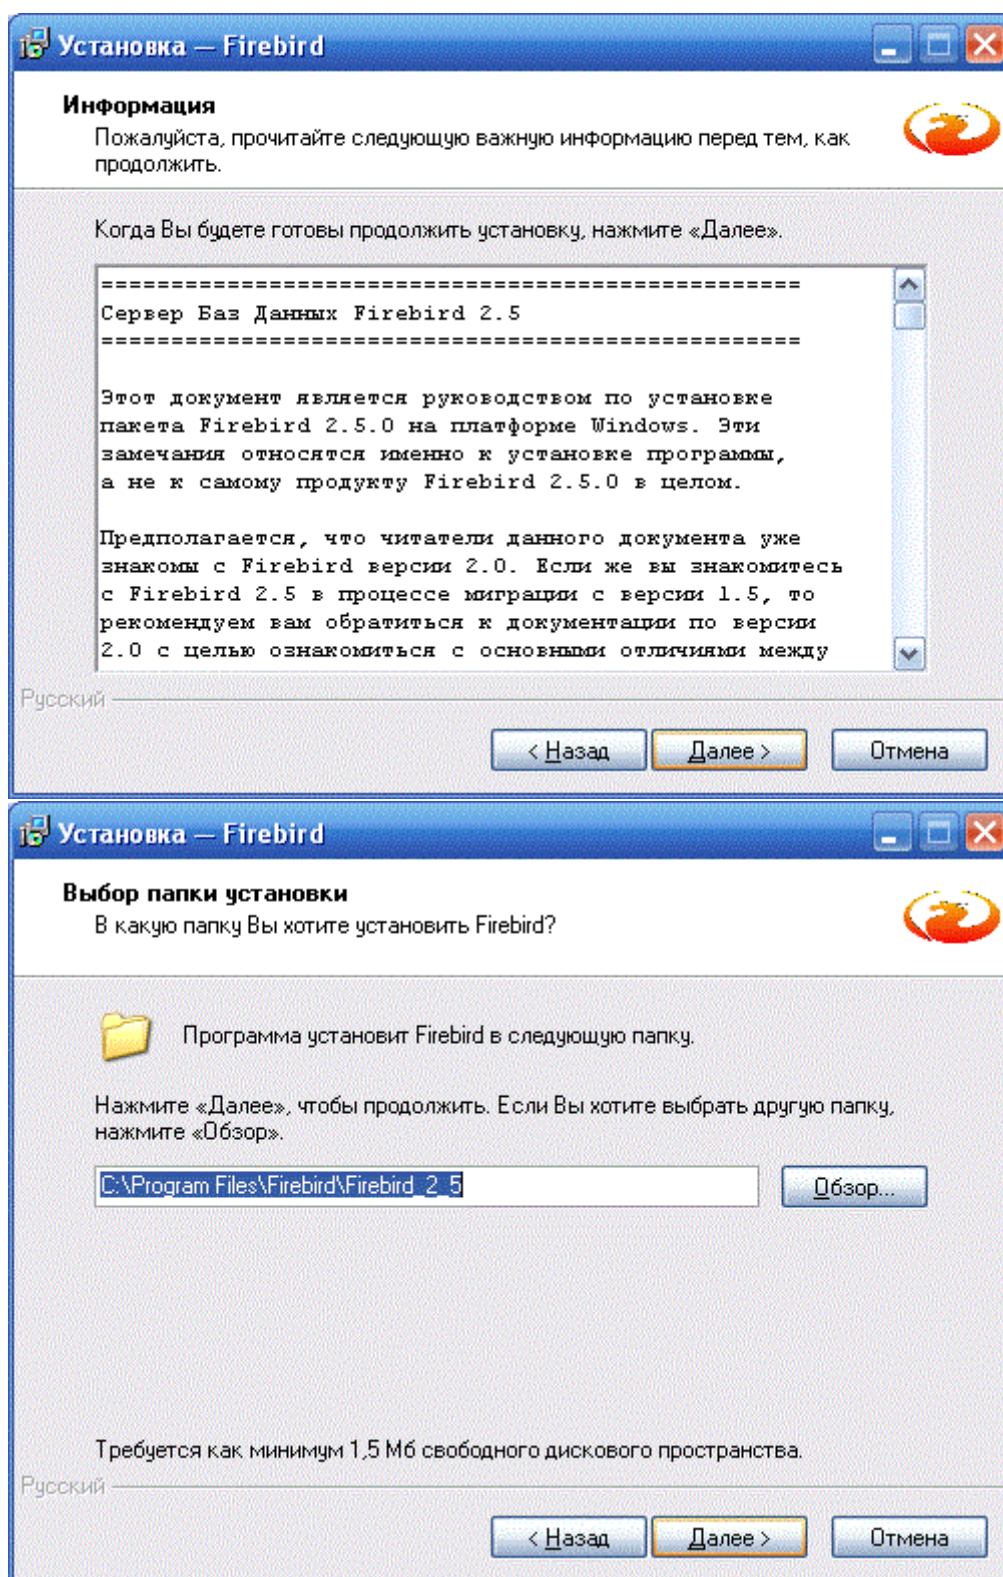 Установка — Firebird
Информация
Пожалуйста, прочитайте следующую важную информацию перед тем, как
продолжить.
Когда Вы будете готовы продолжить установку, нажмите «Далее».
==================================================
Сервер Баз Данных Firebird 2.5
==================================================
Этот документ является руководством по установке
пакета Firebird 2.5.0 на платформе Windows. Эти
замечания относятся именно к установке программы,
а не к самому продукту Firebird 2.5.0 в целом.
Предполагается, что читатели данного документа уже
знакомы с Firebird версии 2.0. Если же вы знакомитесь
с Firebird 2.5 в процессе миграции с версии 1.5, то
рекомендуем вам обратиться к документации по версии
2.0 с целью ознакомиться с основными отличиями между
Русский
< Назад Далее > Отмена
Установка — Firebird
Выбор папки установки
В какую папку Вы хотите установить Firebird?
Программа установит Firebird в следующую папку.
Нажмите «Далее», чтобы продолжить. Если Вы хотите выбрать другую папку,
нажмите «Обзор».
C:\Program Files\Firebird\Firebird_2_5 Обзор...
Требуется как минимум 1,5 Мб свободного дискового пространства.
Русский
< Назад Далее > Отмена